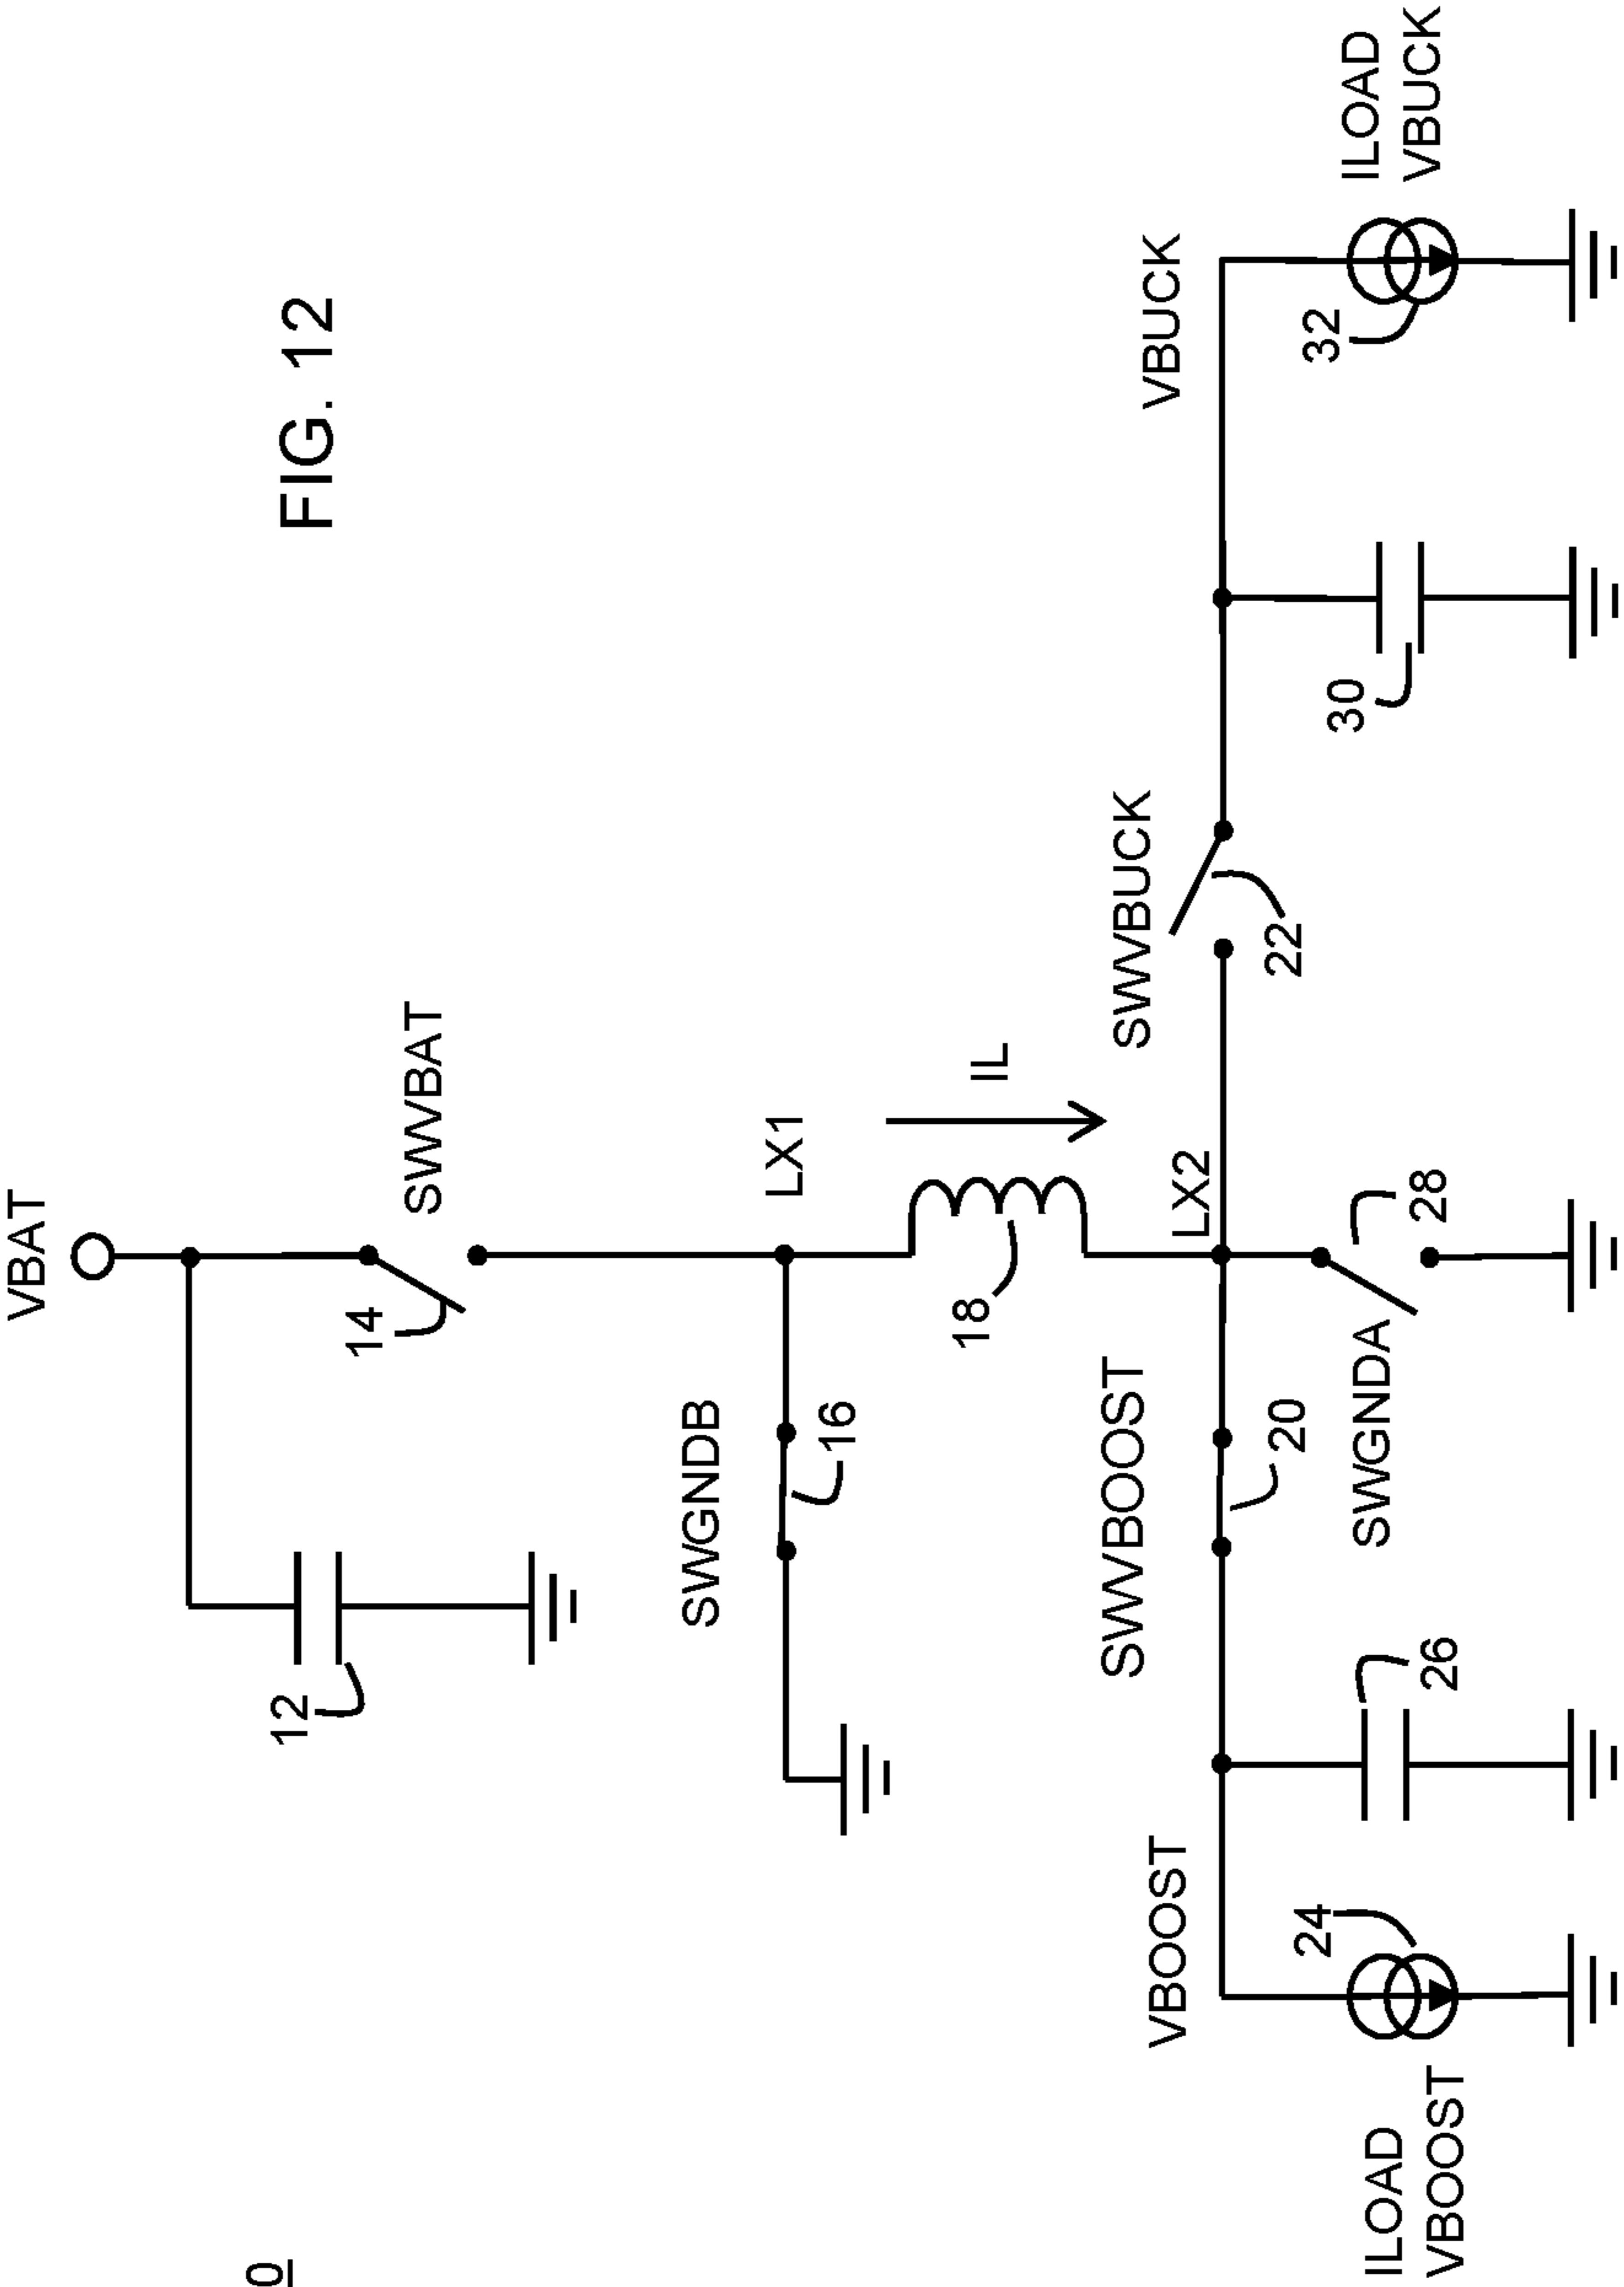 VBAT
0
12
FIG. 12
14
SWVBAT
SWGNDB
LX1
16
18
IL
SWVBOOST
SWVBUCK
VBOOST
LX2
VBUCK
20
22
24
32
30
ILOAD
VBOOST
26
SWGNDA
28
ILOAD
VBUCK